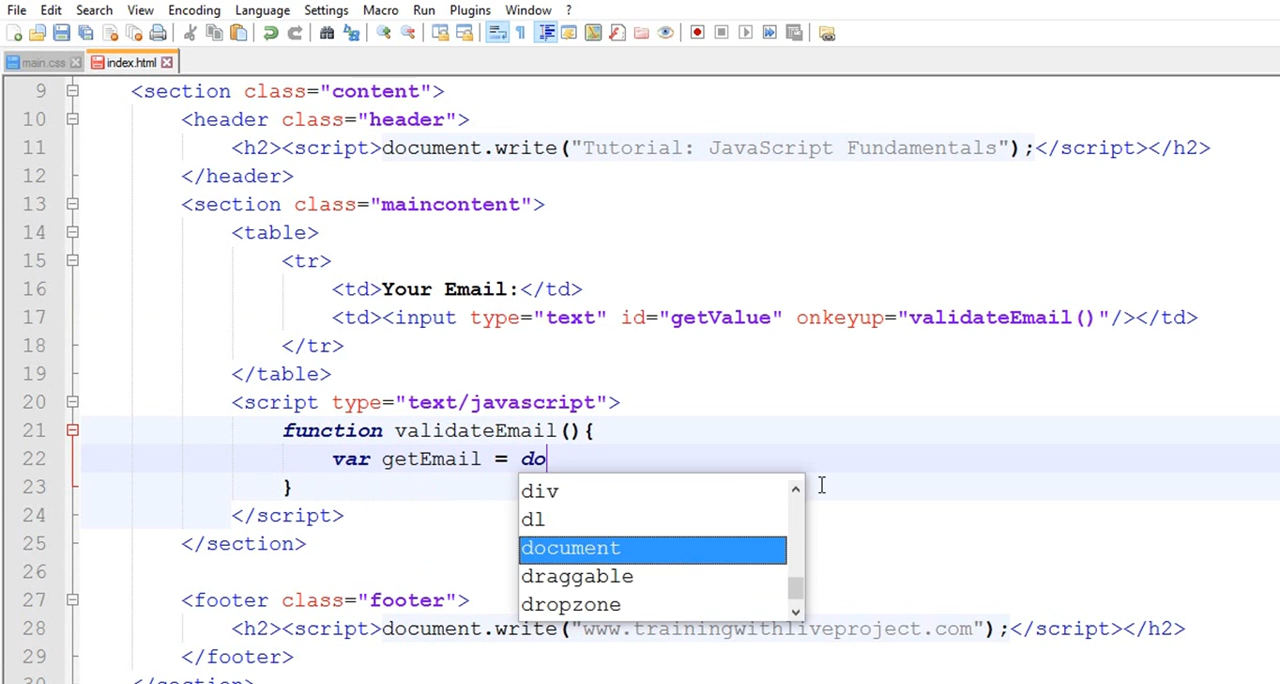 File Edit Search View Encoding Language Settings Macro Run Plugins Window ?
main.css index.html
9 <section class="content">
10 <header class="header">
11 <h2><script>document.write("Tutorial: JavaScript Fundamentals");</script></h2>
12 </header>
13 <section class="maincontent">
14 <table>
15 <tr>
16 <td>Your Email:</td>
17 <td><input type="text" id="getValue" onkeyup="validateEmail()"/></td>
18 </tr>
19 </table>
20 <script type="text/javascript">
21 function validateEmail(){
22 var getEmail = do
23 }
div
24 </script>
dl
25 </section>
document
26
draggable
27 <footer class="footer">
dropzone
28 <h2><script>document.write("www.trainingwithliveproject.com");</script></h2>
29 </footer>
30 </section>